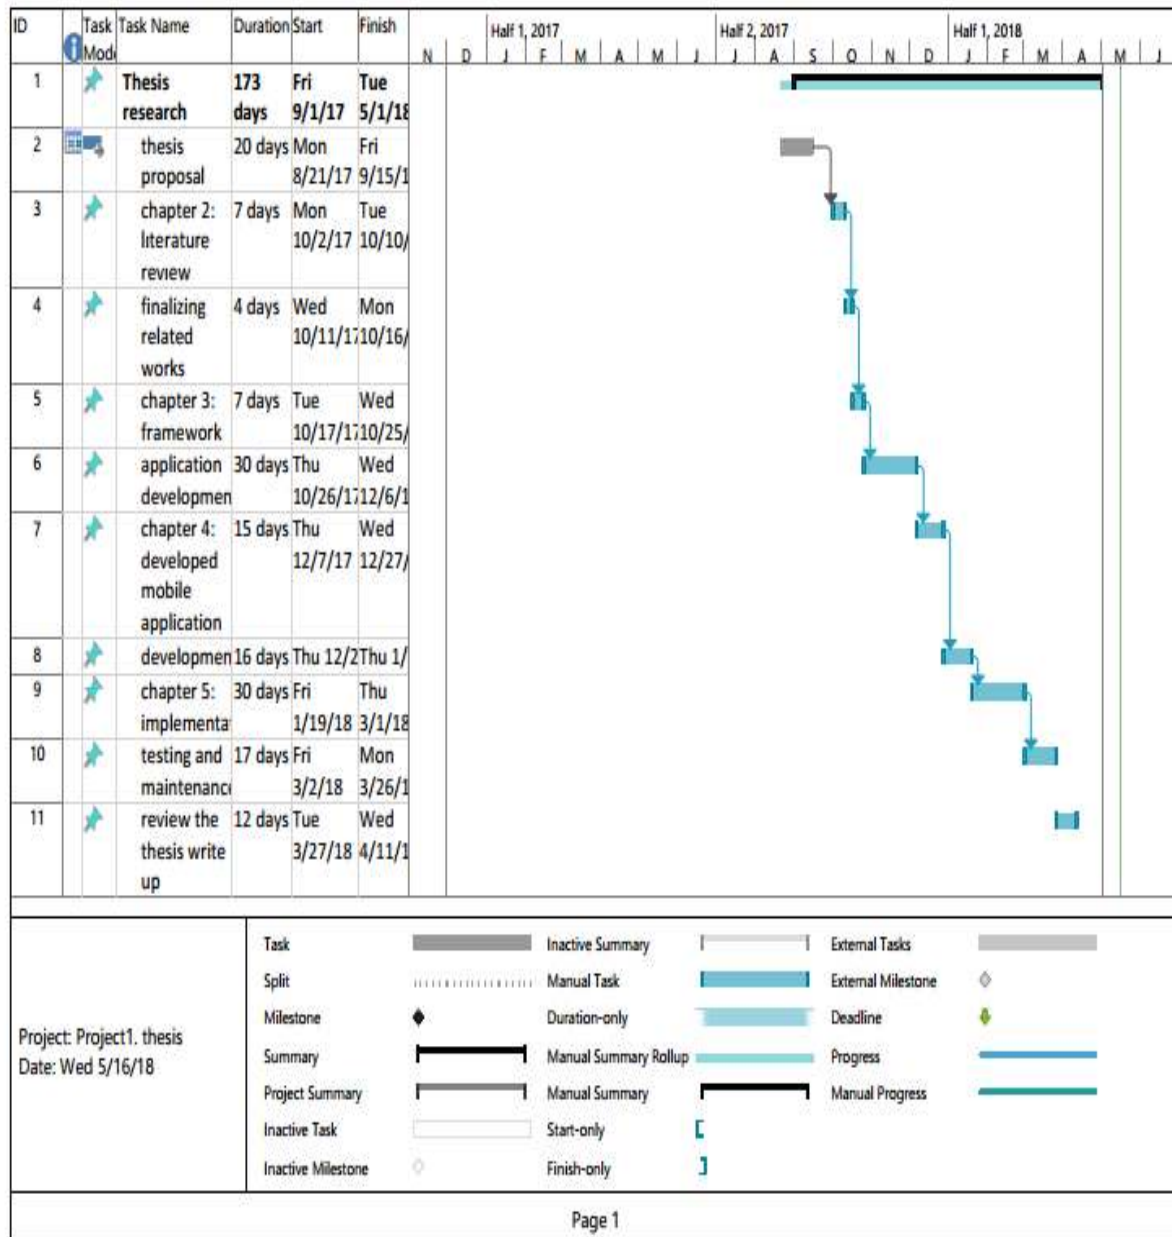 ID Task Mode Task Name Duration Start Finish
Half 1, 2017 Half 2, 2017 Half 1, 2018
N D J F M A M J J A S O N D J F M A M J
1 Thesis research 173 days Fri 9/1/17 Tue 5/1/18
2 thesis proposal 20 days Mon 8/21/17 Fri 9/15/1
3 chapter 2: literature review 7 days Mon 10/2/17 Tue 10/10/
4 finalizing related works 4 days Wed 10/11/17 Mon 10/16/
5 chapter 3: framework 7 days Tue 10/17/17 Wed 10/25/
6 application developmen 30 days Thu 10/26/17 Wed 12/6/1
7 chapter 4: developed mobile application 15 days Thu 12/7/17 Wed 12/27/
8 developmen 16 days Thu 12/2 Thu 1/
9 chapter 5: implementa 30 days Fri 1/19/18 Thu 3/1/18
10 testing and maintenance 17 days Fri 3/2/18 Mon 3/26/1
11 review the thesis write up 12 days Tue 3/27/18 Wed 4/11/1
Project: Project1. thesis
Date: Wed 5/16/18
Task Inactive Summary External Tasks
Split Manual Task External Milestone
Milestone Duration-only Deadline
Summary Manual Summary Rollup Progress
Project Summary Manual Summary Manual Progress
Inactive Task Start-only
Inactive Milestone Finish-only
Page 1